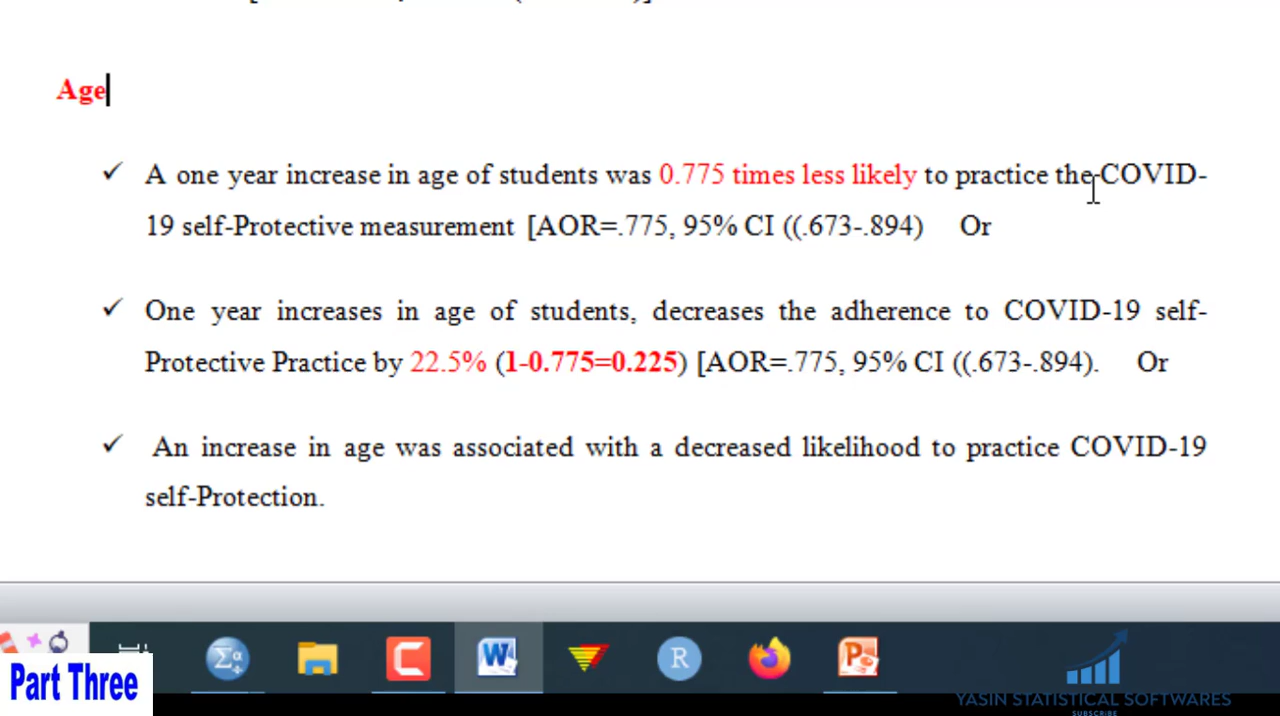 Age
✓ A one year increase in age of students was 0.775 times less likely to practice the COVID-
19 self-Protective measurement [AOR=.775, 95% CI ((.673-.894) Or
✓ One year increases in age of students, decreases the adherence to COVID-19 self-
Protective Practice by 22.5% (1-0.775=0.225) [AOR=.775, 95% CI ((.673-.894). Or
✓ An increase in age was associated with a decreased likelihood to practice COVID-19
self-Protection.
Part Three
YASIN STATISTICAL SOFTWARES
SUBSCRIBE